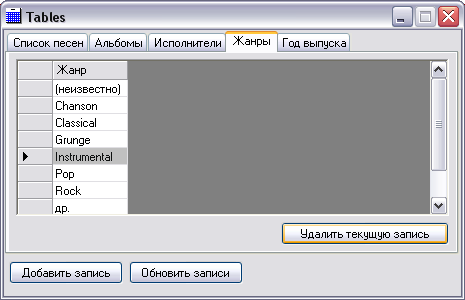 Tables
Список песен Альбомы Исполнители Жанры Год выпуска
Жанр
(неизвестно)
Chanson
Classical
Grunge
Instrumental
Pop
Rock
др.
Удалить текущую запись
Добавить запись Обновить записи